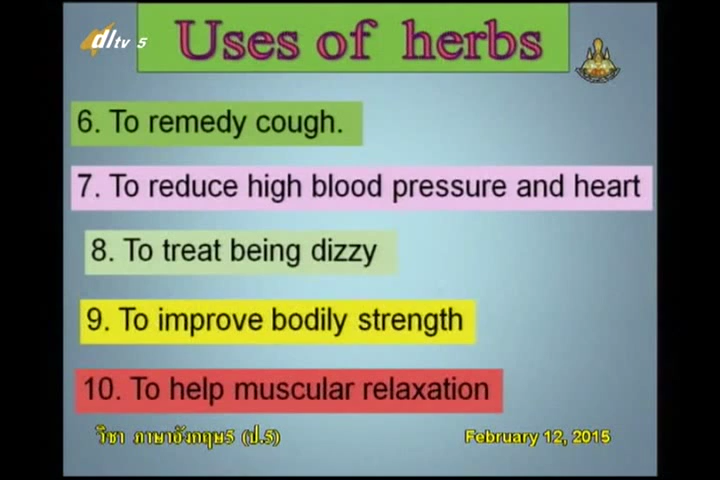 dltv 5
Uses of herbs
6. To remedy cough.
7. To reduce high blood pressure and heart
8. To treat being dizzy
9. To improve bodily strength
10. To help muscular relaxation
วิชา ภาษาอังกฤษ5 (ป.5)
February 12, 2015